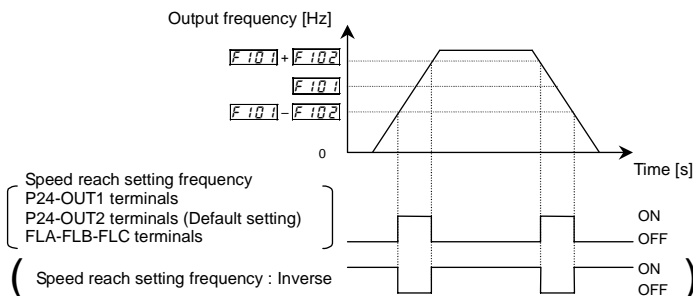 Output frequency [Hz]
F101 + F102
F101
F101 – F102
0
Time [s]
Speed reach setting frequency
P24-OUT1 terminals
P24-OUT2 terminals (Default setting)
FLA-FLB-FLC terminals
ON
OFF
( Speed reach setting frequency : Inverse
ON
OFF )